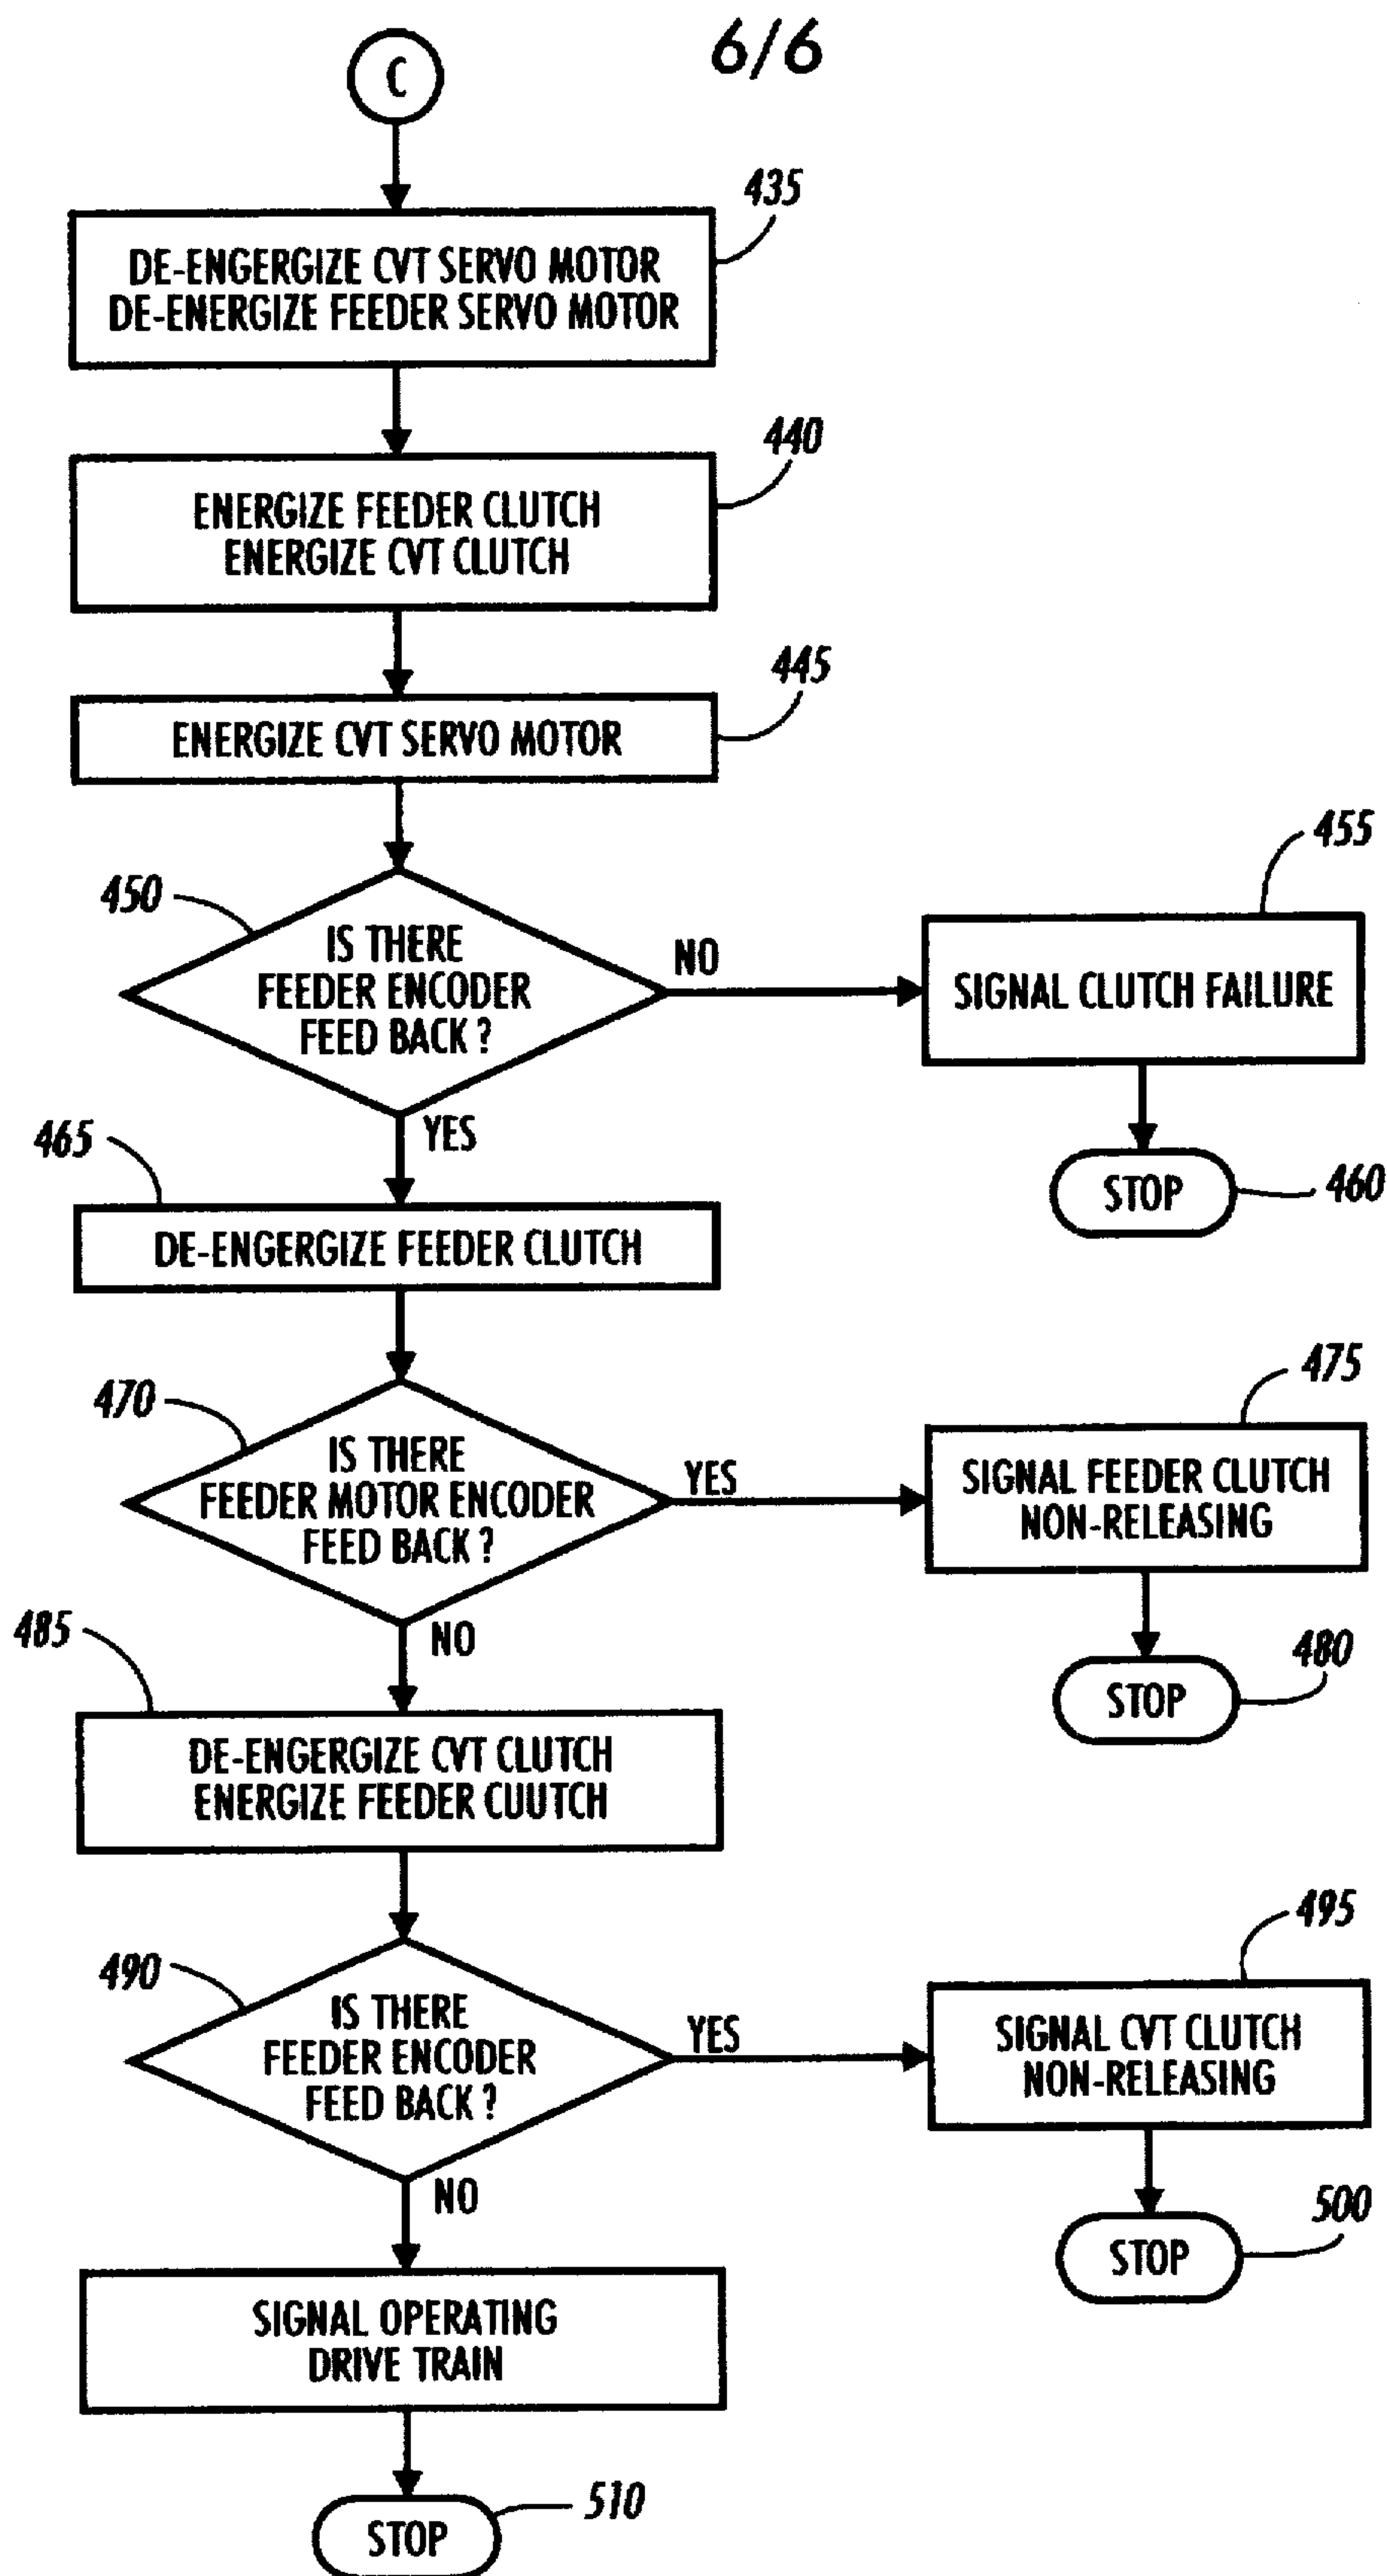 6/6
C
435
DE-ENGERGIZE CVT SERVO MOTOR
DE-ENERGIZE FEEDER SERVO MOTOR
440
ENERGIZE FEEDER CLUTCH
ENERGIZE CVT CLUTCH
445
ENERGIZE CVT SERVO MOTOR
450
IS THERE
FEEDER ENCODER
FEED BACK ?
NO
455
SIGNAL CLUTCH FAILURE
STOP
460
YES
465
DE-ENGERGIZE FEEDER CLUTCH
470
IS THERE
FEEDER MOTOR ENCODER
FEED BACK ?
YES
475
SIGNAL FEEDER CLUTCH
NON-RELEASING
480
STOP
NO
485
DE-ENGERGIZE CVT CLUTCH
ENERGIZE FEEDER CUUTCH
490
IS THERE
FEEDER ENCODER
FEED BACK ?
YES
495
SIGNAL CVT CLUTCH
NON-RELEASING
500
STOP
NO
SIGNAL OPERATING
DRIVE TRAIN
510
STOP